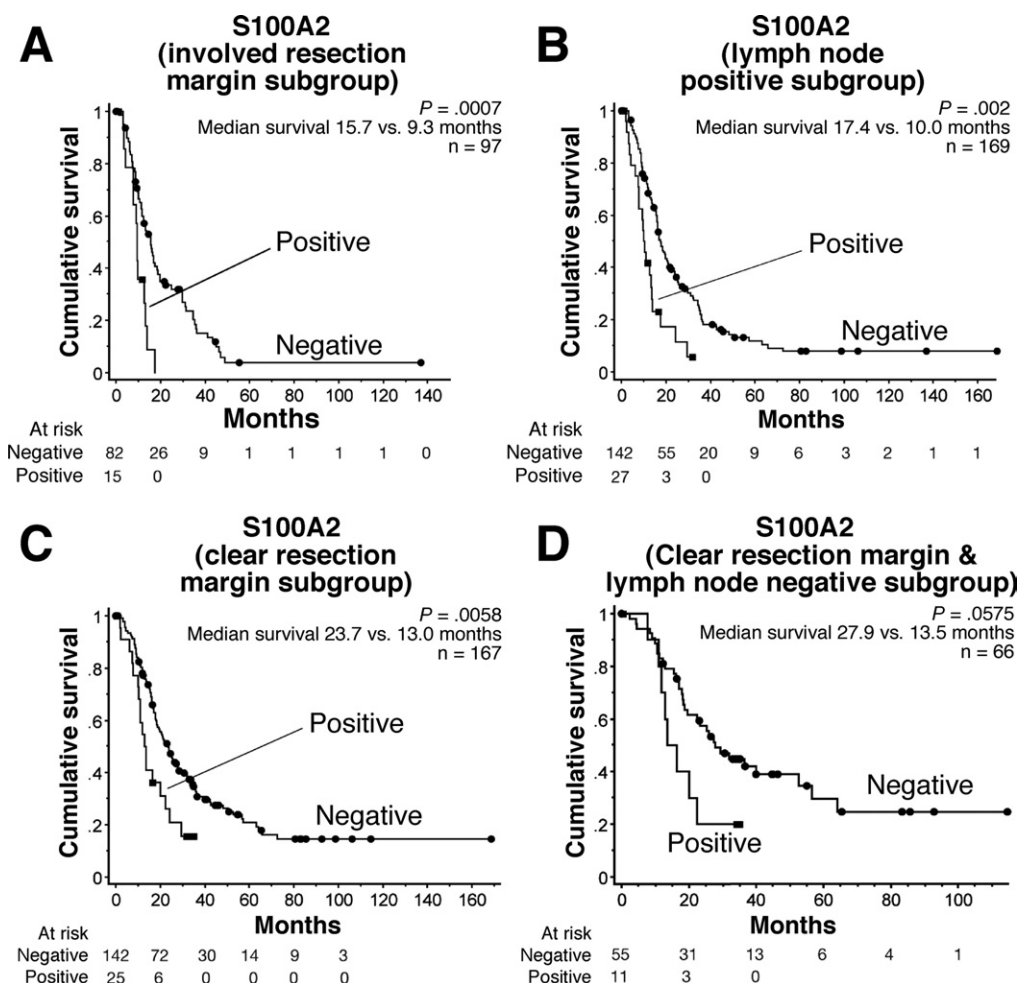 A
S100A2
(involved resection
margin subgroup)
P = .0007
Median survival 15.7 vs. 9.3 months
n = 97
Cumulative survival
1
.8
.6
.4
.2
0
Positive
Negative
0 20 40 60 80 100 120 140
Months
At risk
Negative 82 26 9 1 1 1 1 0
Positive 15 0
B
S100A2
(lymph node
positive subgroup)
P = .002
Median survival 17.4 vs. 10.0 months
n = 169
Cumulative survival
1
.8
.6
.4
.2
0
Positive
Negative
0 20 40 60 80 100 120 140 160
Months
At risk
Negative 142 55 20 9 6 3 2 1 1
Positive 27 3 0
C
S100A2
(clear resection
margin subgroup)
P = .0058
Median survival 23.7 vs. 13.0 months
n = 167
Cumulative survival
1
.8
.6
.4
.2
0
Positive
Negative
0 20 40 60 80 100 120 140 160
Months
At risk
Negative 142 72 30 14 9 3
Positive 25 6 0 0 0 0
D
S100A2
(Clear resection margin &
lymph node negative subgroup)
P = .0575
Median survival 27.9 vs. 13.5 months
n = 66
Cumulative survival
1
.8
.6
.4
.2
0
Negative
Positive
0 20 40 60 80 100
Months
At risk
Negative 55 31 13 6 4 1
Positive 11 3 0